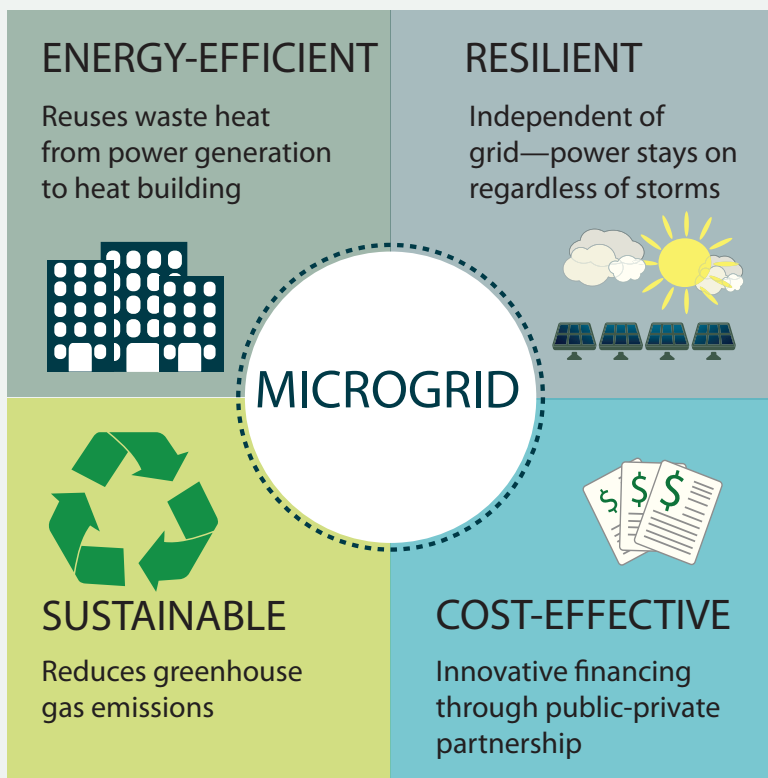 ENERGY-EFFICIENT
Reuses waste heat
from power generation
to heat building
RESILIENT
Independent of
grid—power stays on
regardless of storms
MICROGRID
SUSTAINABLE
Reduces greenhouse
gas emissions
$ $ $
COST-EFFECTIVE
Innovative financing
through public-private
partnership